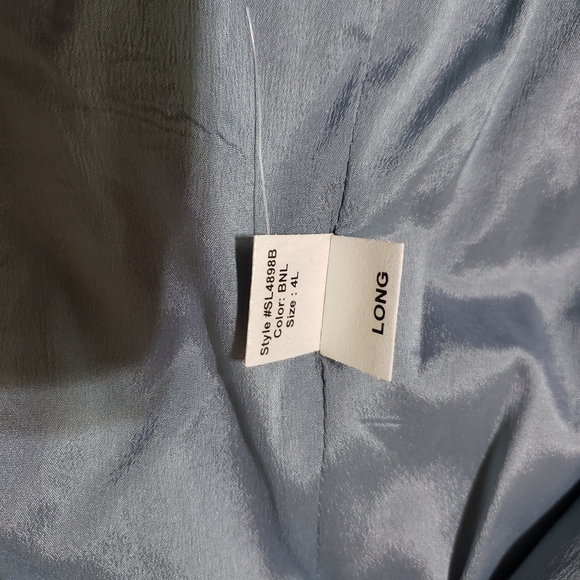 Style #SL4898B
Color: BNL
Size : 4L
LONG